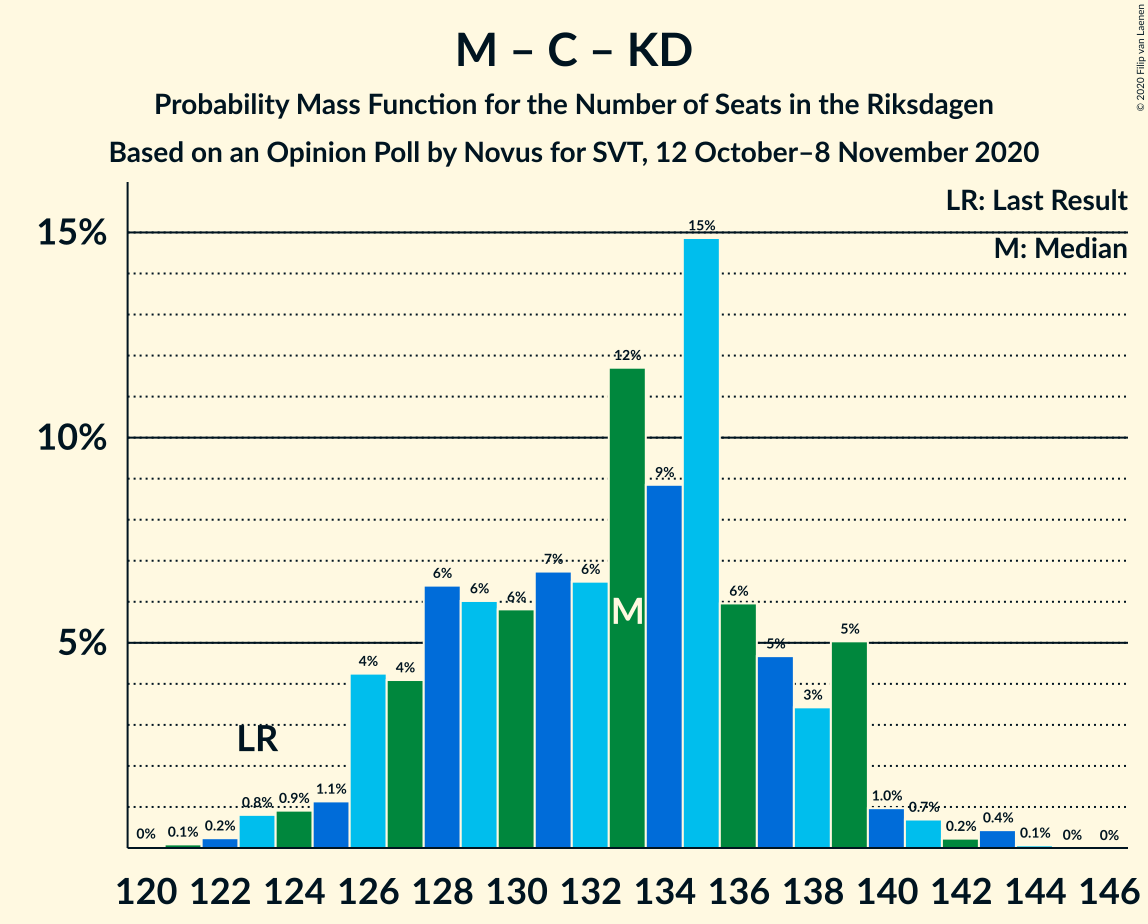 M – C – KD
Probability Mass Function for the Number of Seats in the Riksdagen
Based on an Opinion Poll by Novus for SVT, 12 October–8 November 2020
© 2020 Filip van Laenen
LR: Last Result
M: Median
15%
10%
5%
0% 0.1% 0.2% 0.8% 0.9% 1.1% 4% 4% 6% 6% 6% 7% 6% 12% 9% 15% 6% 5% 3% 5% 1.0% 0.7% 0.2% 0.4% 0.1% 0% 0%
LR
M
120 122 124 126 128 130 132 134 136 138 140 142 144 146